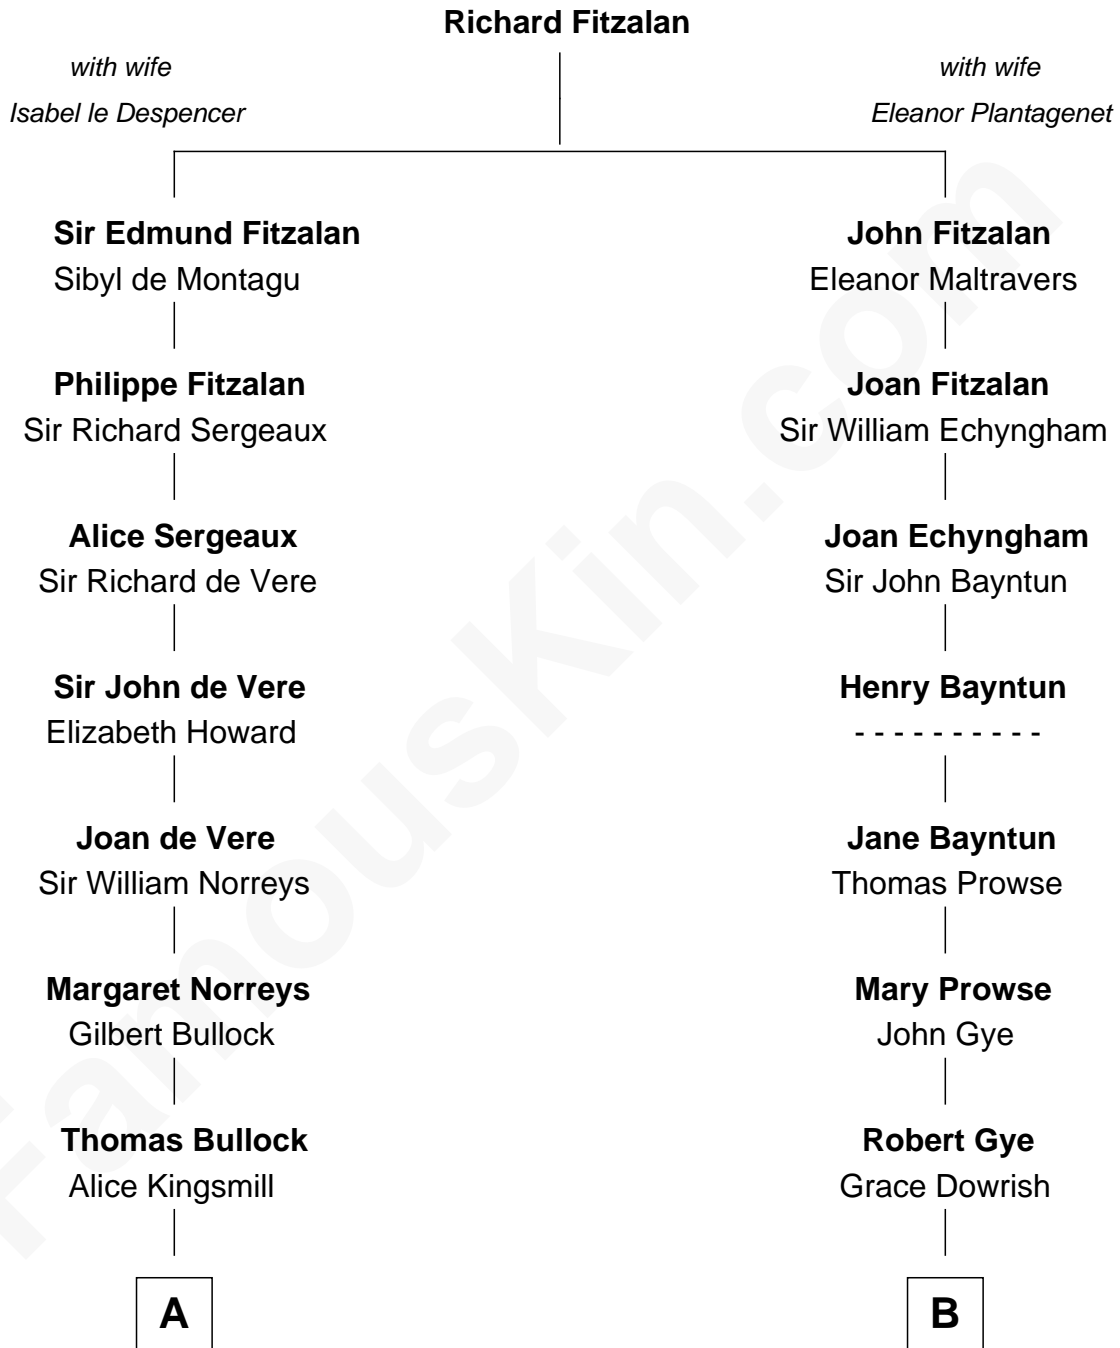 Richard Fitzalan
with wife
Isabel le Despencer
with wife
Eleanor Plantagenet
Sir Edmund Fitzalan
Sibyl de Montagu
John Fitzalan
Eleanor Maltravers
Philippe Fitzalan
Sir Richard Sergeaux
Joan Fitzalan
Sir William Echyngham
Alice Sergeaux
Sir Richard de Vere
Joan Echyngham
Sir John Bayntun
Sir John de Vere
Elizabeth Howard
Henry Bayntun
- - - - - - - - - -
Joan de Vere
Sir William Norreys
Jane Bayntun
Thomas Prowse
Margaret Norreys
Gilbert Bullock
Mary Prowse
John Gye
Thomas Bullock
Alice Kingsmill
Robert Gye
Grace Dowrish
A
B
FamousKin.com